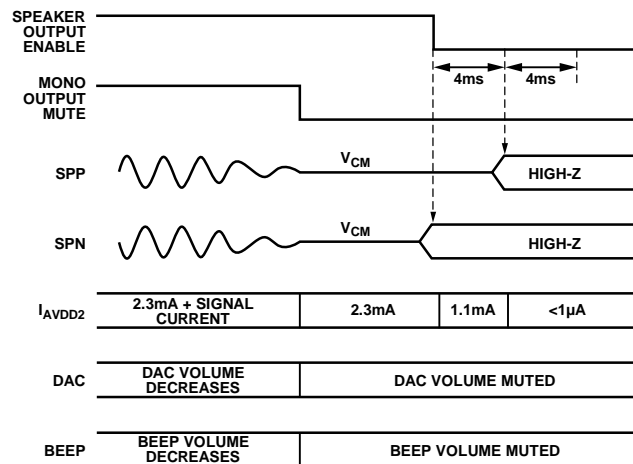 SPEAKER
OUTPUT
ENABLE
4ms 4ms
MONO
OUTPUT
MUTE
SPP
VCM
HIGH-Z
SPN
VCM
HIGH-Z
IAVDD2
2.3mA + SIGNAL
CURRENT
2.3mA
1.1mA
<1µA
DAC
DAC VOLUME
DECREASES
DAC VOLUME MUTED
BEEP
BEEP VOLUME
DECREASES
BEEP VOLUME MUTED